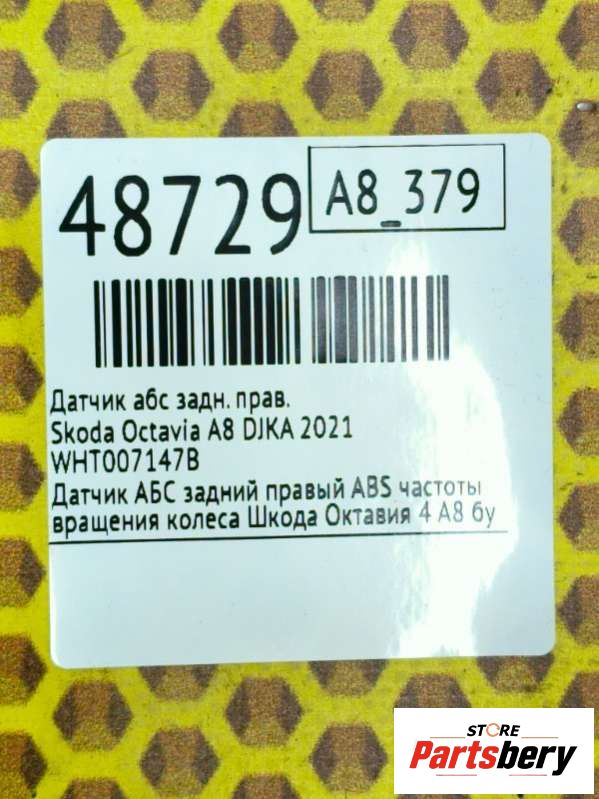 48729
A8_379
Датчик абс задн. прав.
Skoda Octavia A8 DJKA 2021
WHT007147B
Датчик АБС задний правый ABS частоты
вращения колеса Шкода Октавия 4 А8 бу
STORE
Partsbery